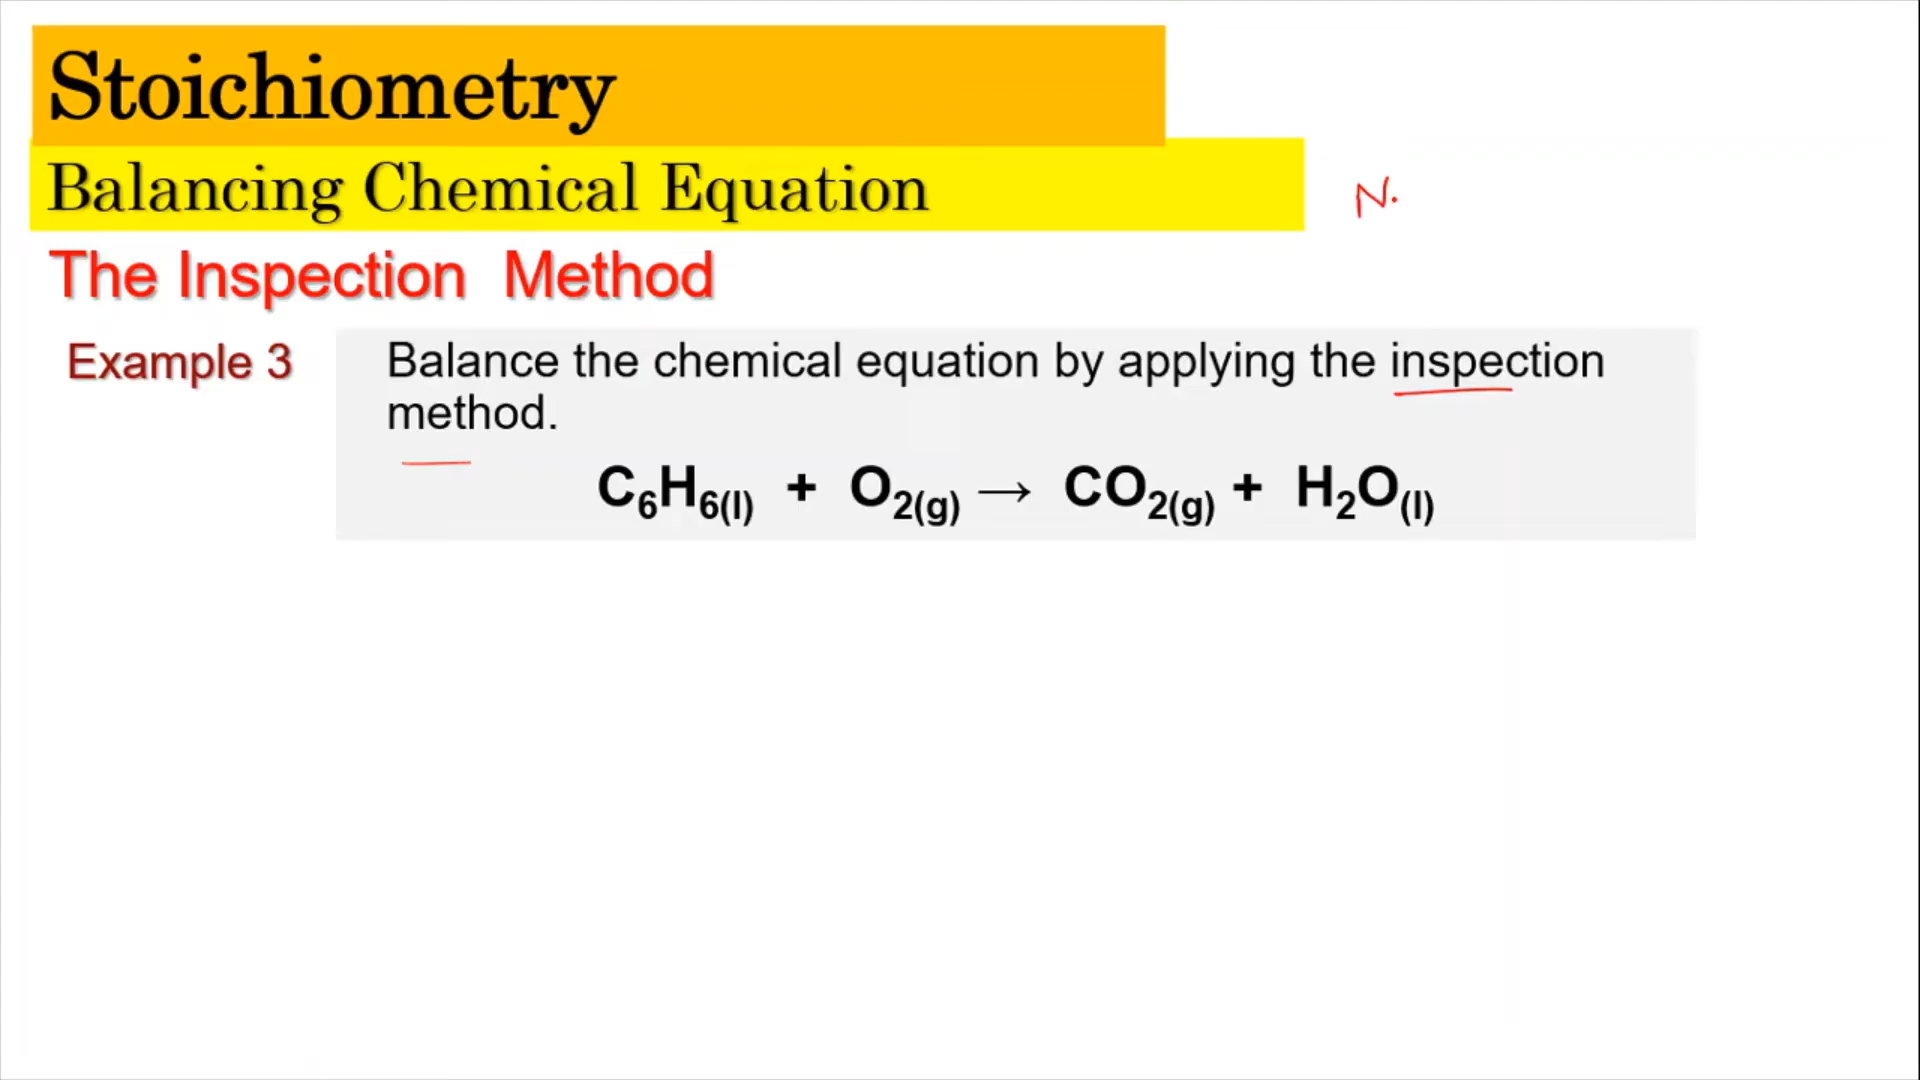 Stoichiometry
Balancing Chemical Equation
N.
The Inspection Method
Example 3
Balance the chemical equation by applying the inspection
method.
C₆H₆₍ₗ₎ + O₂₍g₎ → CO₂₍g₎ + H₂O₍ₗ₎